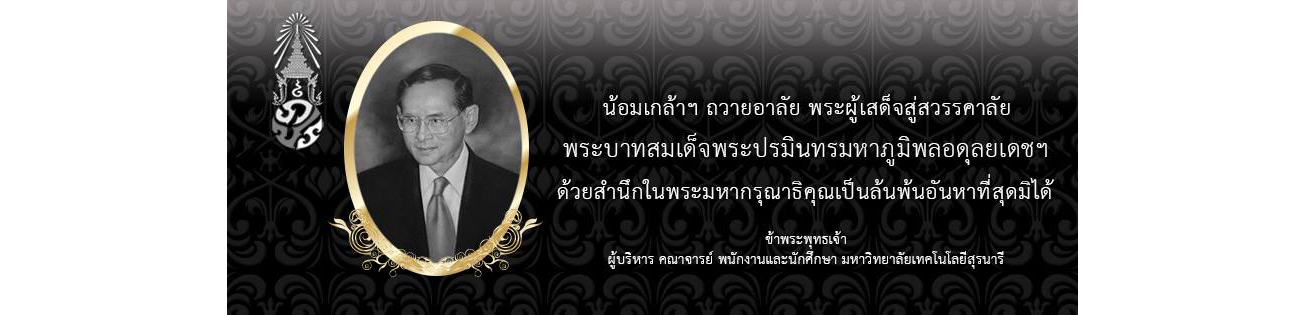 น้อมเกล้าฯ ถวายอาลัย พระผู้เสด็จสู่สวรรคาลัย
พระบาทสมเด็จพระปรมินทรมหาภูมิพลอดุลยเดชฯ
ด้วยสำนึกในพระมหากรุณาธิคุณเป็นล้นพ้นอันหาที่สุดมิได้
ข้าพระพุทธเจ้า
ผู้บริหาร คณาจารย์ พนักงานและนักศึกษา มหาวิทยาลัยเทคโนโลยีสุรนารี